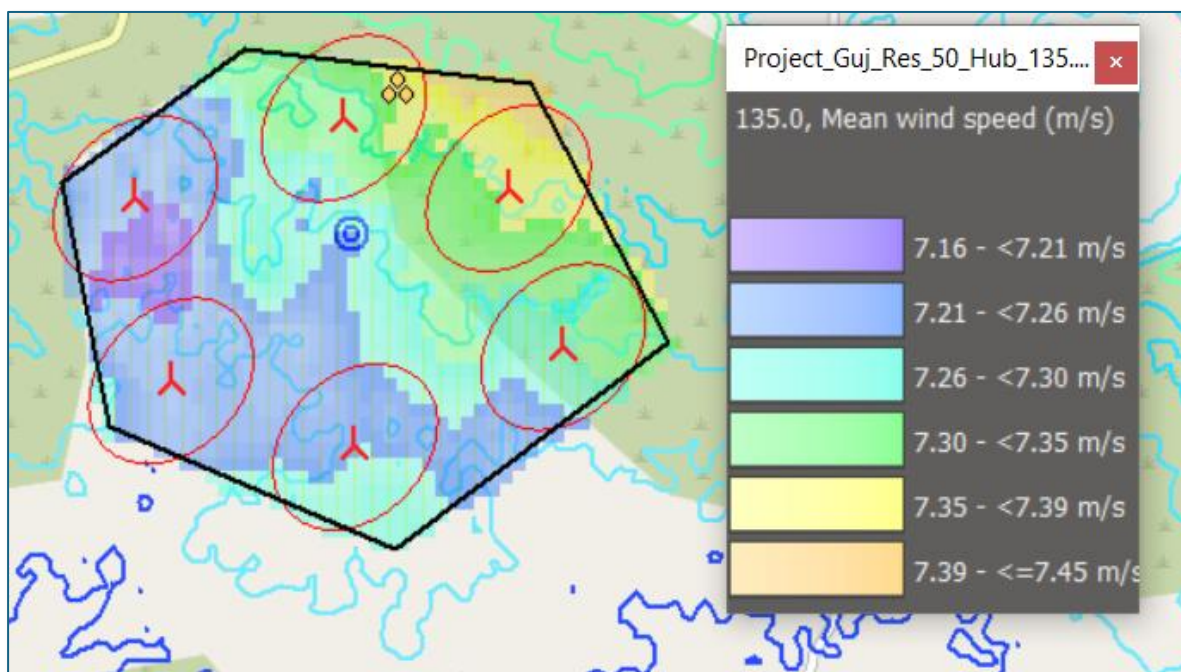 Project_Guj_Res_50_Hub_135....
135.0, Mean wind speed (m/s)
7.16 - <7.21 m/s
7.21 - <7.26 m/s
7.26 - <7.30 m/s
7.30 - <7.35 m/s
7.35 - <7.39 m/s
7.39 - <=7.45 m/s